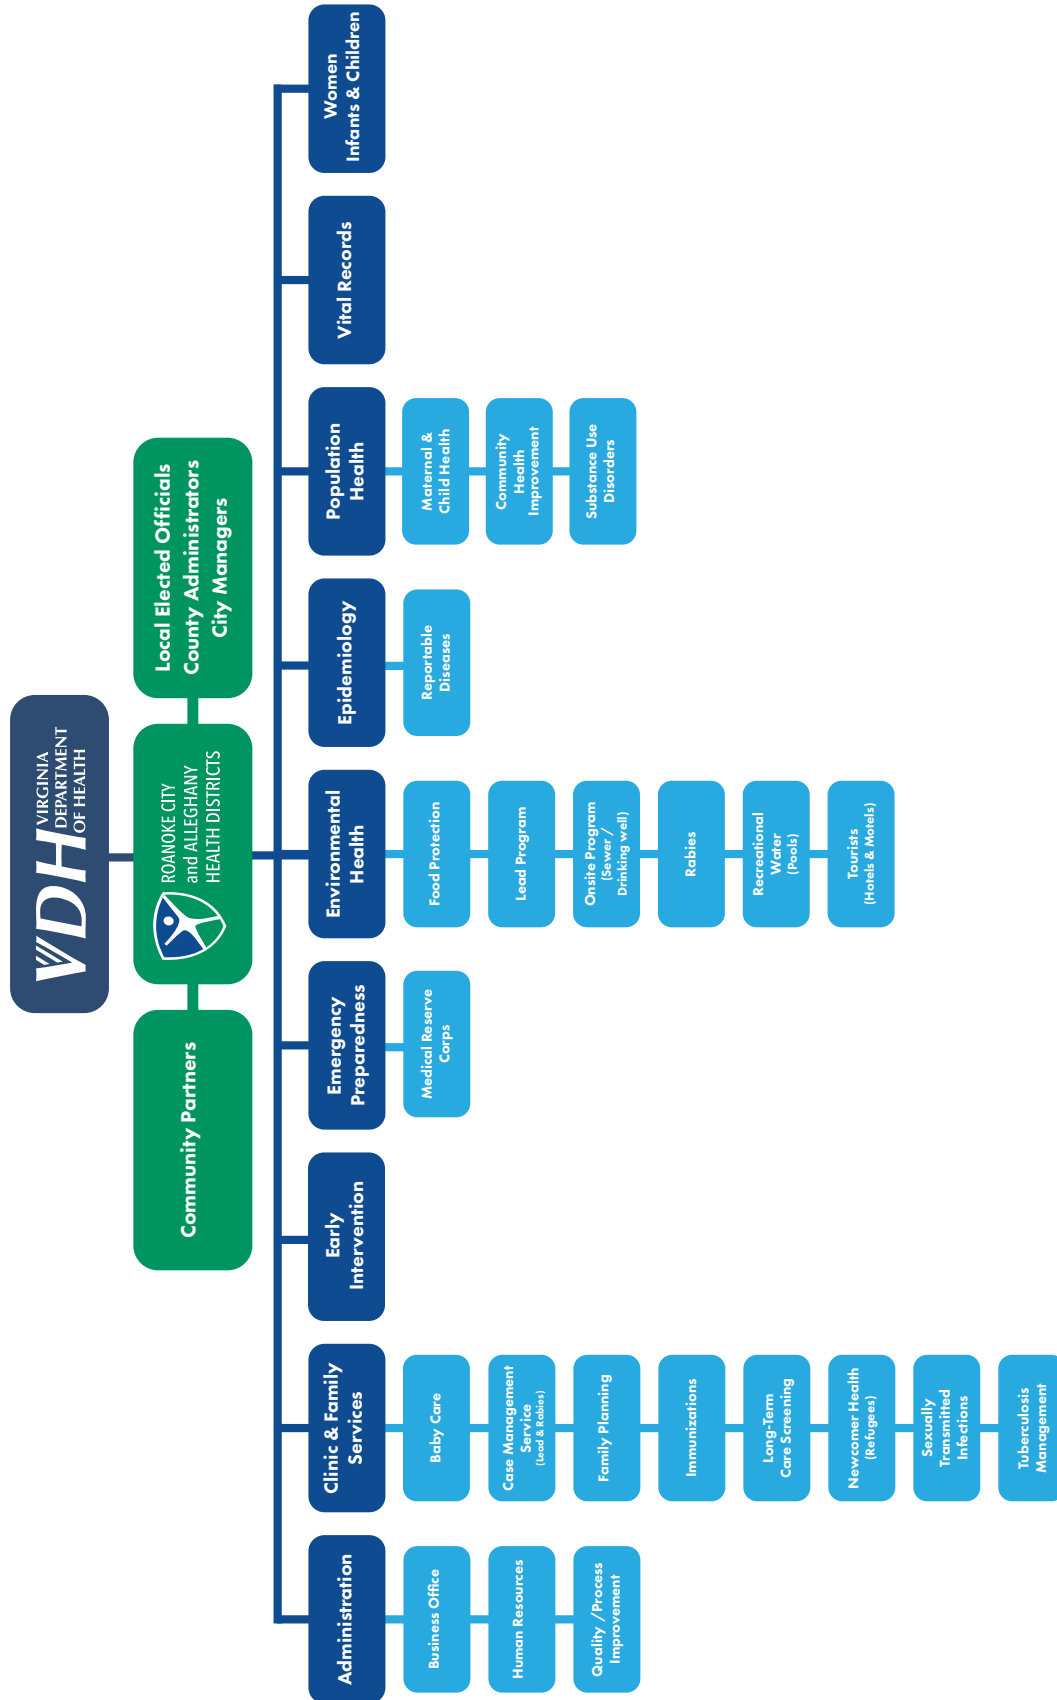 VDH
VIRGINIA
DEPARTMENT
OF HEALTH
Community Partners
ROANOKE CITY
and ALLEGHANY
HEALTH DISTRICTS
Local Elected Officials
County Administrators
City Managers
Administration
Business Office
Human Resources
Quality /Process
Improvement
Clinic & Family
Services
Baby Care
Case Management
Service
(Lead & Rabies)
Family Planning
Immunizations
Long-Term
Care Screening
Newcomer Health
(Refugees)
Sexually
Transmitted
Infections
Tuberculosis
Management
Early
Intervention
Emergency
Preparedness
Medical Reserve
Corps
Environmental
Health
Food Protection
Lead Program
Onsite Program
(Sewer /
Drinking well)
Rabies
Recreational
Water
(Pools)
Tourists
(Hotels & Motels)
Epidemiology
Reportable
Diseases
Population
Health
Maternal &
Child Health
Community
Health
Improvement
Substance Use
Disorders
Vital Records
Women
Infants & Children